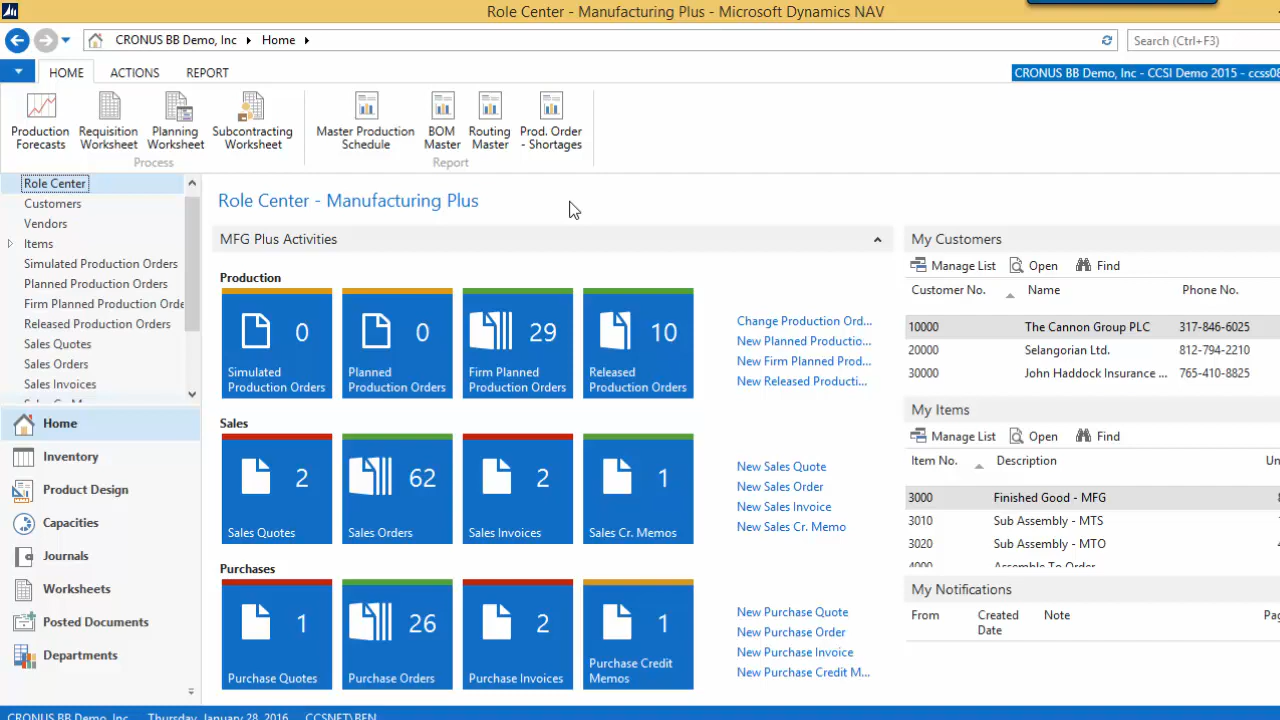 Role Center - Manufacturing Plus - Microsoft Dynamics NAV
CRONUS BB Demo, Inc ▸ Home ▸
Search (Ctrl+F3)
HOME ACTIONS REPORT
CRONUS BB Demo, Inc - CCSI Demo 2015 - ccss08
Production Forecasts
Requisition Worksheet
Planning Worksheet
Subcontracting Worksheet
Process
Master Production Schedule
BOM Master
Routing Master
Prod. Order - Shortages
Report
Role Center
Customers
Vendors
Items
Simulated Production Orders
Planned Production Orders
Firm Planned Production Orde
Released Production Orders
Sales Quotes
Sales Orders
Sales Invoices
Home
Inventory
Product Design
Capacities
Journals
Worksheets
Posted Documents
Departments
Role Center - Manufacturing Plus
MFG Plus Activities
Production
0
Simulated
Production Orders
0
Planned
Production Orders
29
Firm Planned
Production Orders
10
Released
Production Orders
Change Production Ord...
New Planned Productio...
New Firm Planned Prod...
New Released Producti...
Sales
2
Sales Quotes
62
Sales Orders
2
Sales Invoices
1
Sales Cr. Memos
New Sales Quote
New Sales Order
New Sales Invoice
New Sales Cr. Memo
Purchases
1
Purchase Quotes
26
Purchase Orders
2
Purchase Invoices
1
Purchase Credit
Memos
New Purchase Quote
New Purchase Order
New Purchase Invoice
New Purchase Credit M...
My Customers
Manage List Open Find
Customer No. Name Phone No.
10000 The Cannon Group PLC 317-846-6025
20000 Selangorian Ltd. 812-794-2210
30000 John Haddock Insurance ... 765-410-8825
My Items
Manage List Open Find
Item No. Description Un
3000 Finished Good - MFG
3010 Sub Assembly - MTS
3020 Sub Assembly - MTO
4000 Assemble To Order
My Notifications
From Created Date Note Pag
CRONUS BB Demo, Inc. Thursday, January 28, 2016 CCSNET\BEN